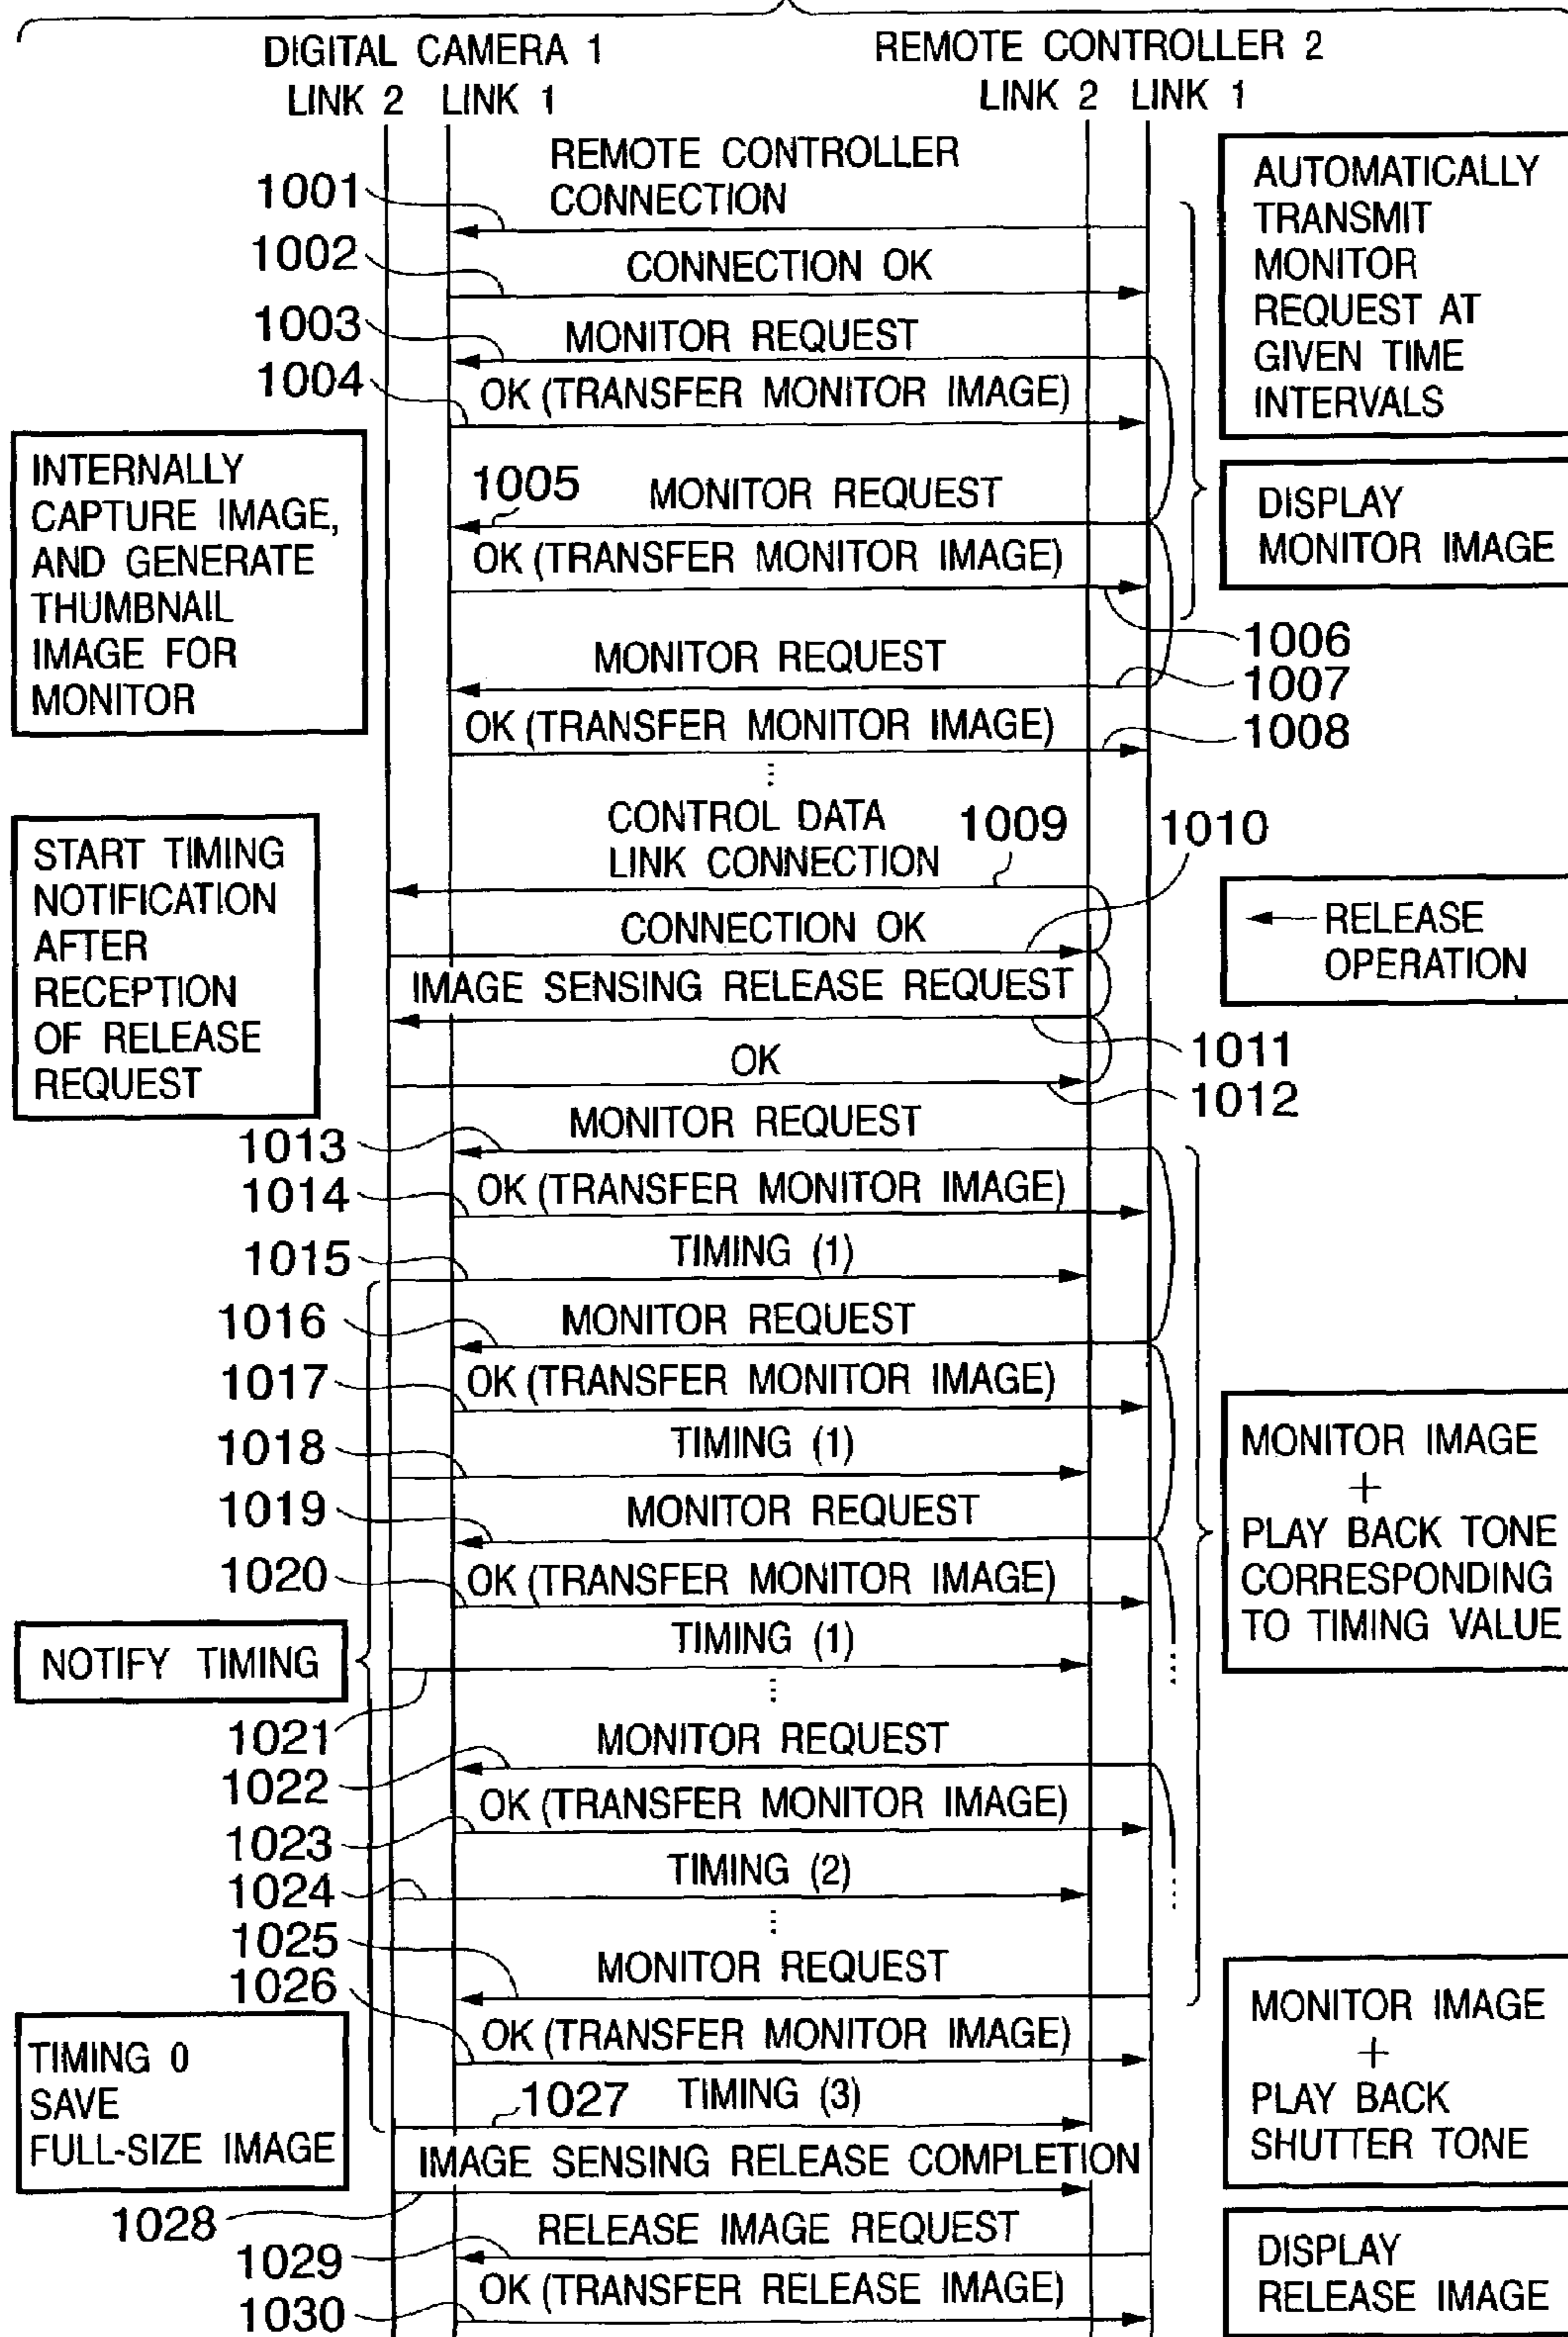 DIGITAL CAMERA 1
REMOTE CONTROLLER 2
LINK 2 LINK 1
LINK 2 LINK 1
REMOTE CONTROLLER
CONNECTION
1001
AUTOMATICALLY
TRANSMIT
MONITOR
REQUEST AT
GIVEN TIME
INTERVALS
1002
CONNECTION OK
1003
MONITOR REQUEST
1004
OK (TRANSFER MONITOR IMAGE)
INTERNALLY
CAPTURE IMAGE,
AND GENERATE
THUMBNAIL
IMAGE FOR
MONITOR
1005
MONITOR REQUEST
DISPLAY
MONITOR IMAGE
OK (TRANSFER MONITOR IMAGE)
1006
MONITOR REQUEST
1007
OK (TRANSFER MONITOR IMAGE)
1008
CONTROL DATA
LINK CONNECTION
1009
1010
START TIMING
NOTIFICATION
AFTER
RECEPTION
OF RELEASE
REQUEST
CONNECTION OK
RELEASE
OPERATION
IMAGE SENSING RELEASE REQUEST
1011
OK
1012
MONITOR REQUEST
1013
OK (TRANSFER MONITOR IMAGE)
1014
TIMING (1)
1015
MONITOR REQUEST
1016
OK (TRANSFER MONITOR IMAGE)
1017
TIMING (1)
1018
MONITOR IMAGE
+
PLAY BACK TONE
CORRESPONDING
TO TIMING VALUE
MONITOR REQUEST
1019
OK (TRANSFER MONITOR IMAGE)
1020
TIMING (1)
NOTIFY TIMING
1021
MONITOR REQUEST
1022
OK (TRANSFER MONITOR IMAGE)
1023
TIMING (2)
1024
1025
MONITOR REQUEST
1026
OK (TRANSFER MONITOR IMAGE)
MONITOR IMAGE
+
PLAY BACK
SHUTTER TONE
TIMING 0
SAVE
FULL-SIZE IMAGE
1027
TIMING (3)
IMAGE SENSING RELEASE COMPLETION
1028
RELEASE IMAGE REQUEST
1029
OK (TRANSFER RELEASE IMAGE)
1030
DISPLAY
RELEASE IMAGE